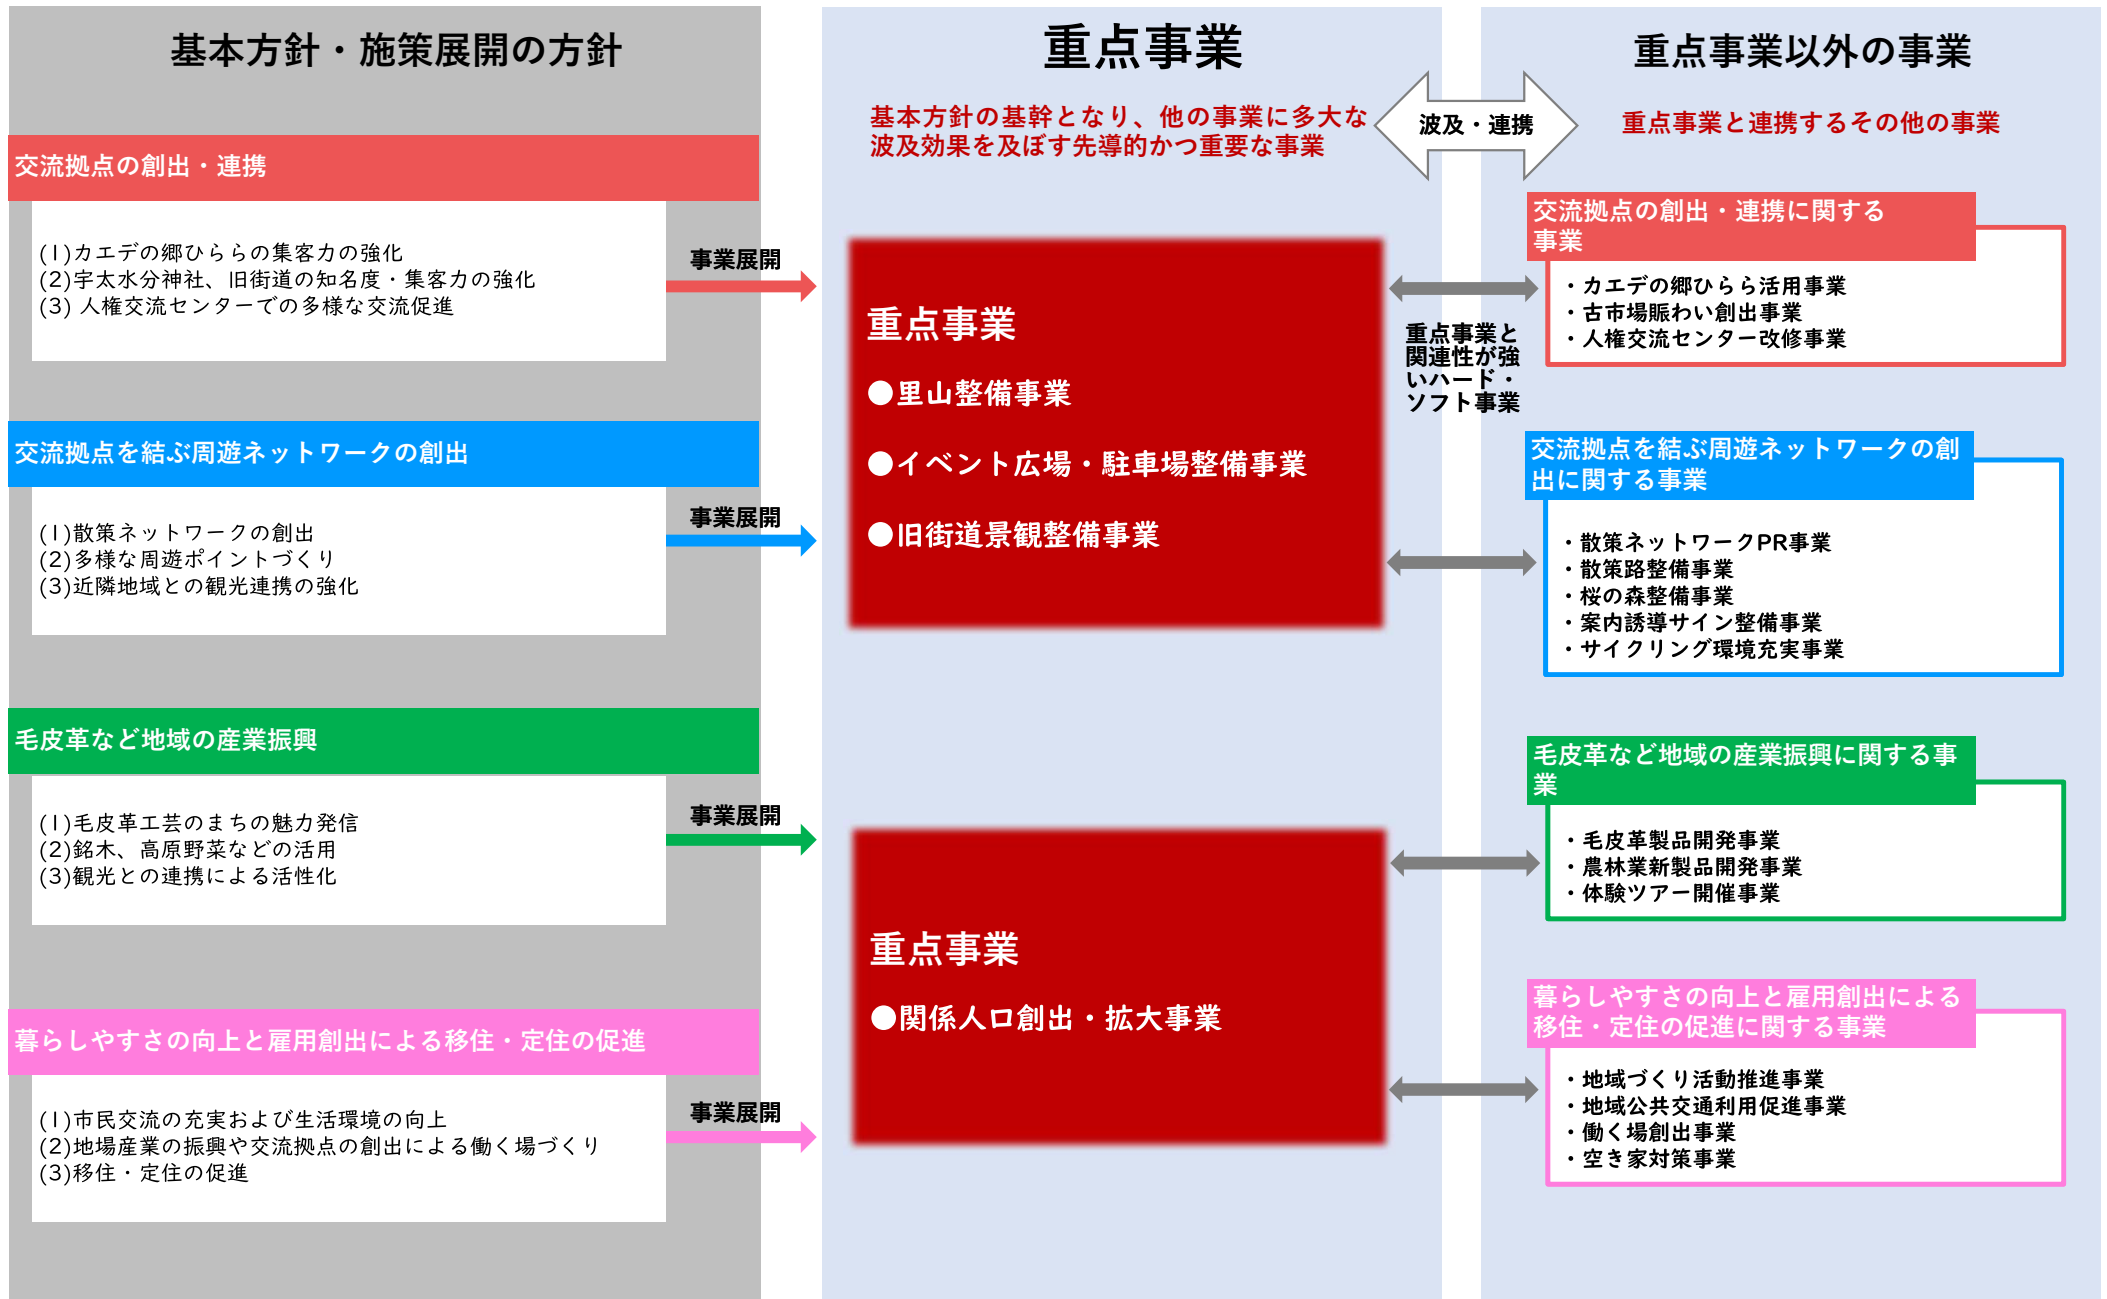 基本方針・施策展開の方針
交流拠点の創出・連携
(1)カエデの郷ひららの集客力の強化
(2)宇太水分神社、旧街道の知名度・集客力の強化
(3) 人権交流センターでの多様な交流促進
事業展開
交流拠点を結ぶ周遊ネットワークの創出
(1)散策ネットワークの創出
(2)多様な周遊ポイントづくり
(3)近隣地域との観光連携の強化
事業展開
毛皮革など地域の産業振興
(1)毛皮革工芸のまちの魅力発信
(2)銘木、高原野菜などの活用
(3)観光との連携による活性化
事業展開
暮らしやすさの向上と雇用創出による移住・定住の促進
(1)市民交流の充実および生活環境の向上
(2)地場産業の振興や交流拠点の創出による働く場づくり
(3)移住・定住の促進
事業展開
重点事業
基本方針の基幹となり、他の事業に多大な
波及効果を及ぼす先導的かつ重要な事業
重点事業
●里山整備事業
●イベント広場・駐車場整備事業
●旧街道景観整備事業
重点事業
●関係人口創出・拡大事業
波及・連携
重点事業と
関連性が強
いハード・
ソフト事業
重点事業以外の事業
重点事業と連携するその他の事業
交流拠点の創出・連携に関する
事業
・カエデの郷ひらら活用事業
・古市場賑わい創出事業
・人権交流センター改修事業
交流拠点を結ぶ周遊ネットワークの創
出に関する事業
・散策ネットワークPR事業
・散策路整備事業
・桜の森整備事業
・案内誘導サイン整備事業
・サイクリング環境充実事業
毛皮革など地域の産業振興に関する事
業
・毛皮革製品開発事業
・農林業新製品開発事業
・体験ツアー開催事業
暮らしやすさの向上と雇用創出による
移住・定住の促進に関する事業
・地域づくり活動推進事業
・地域公共交通利用促進事業
・働く場創出事業
・空き家対策事業